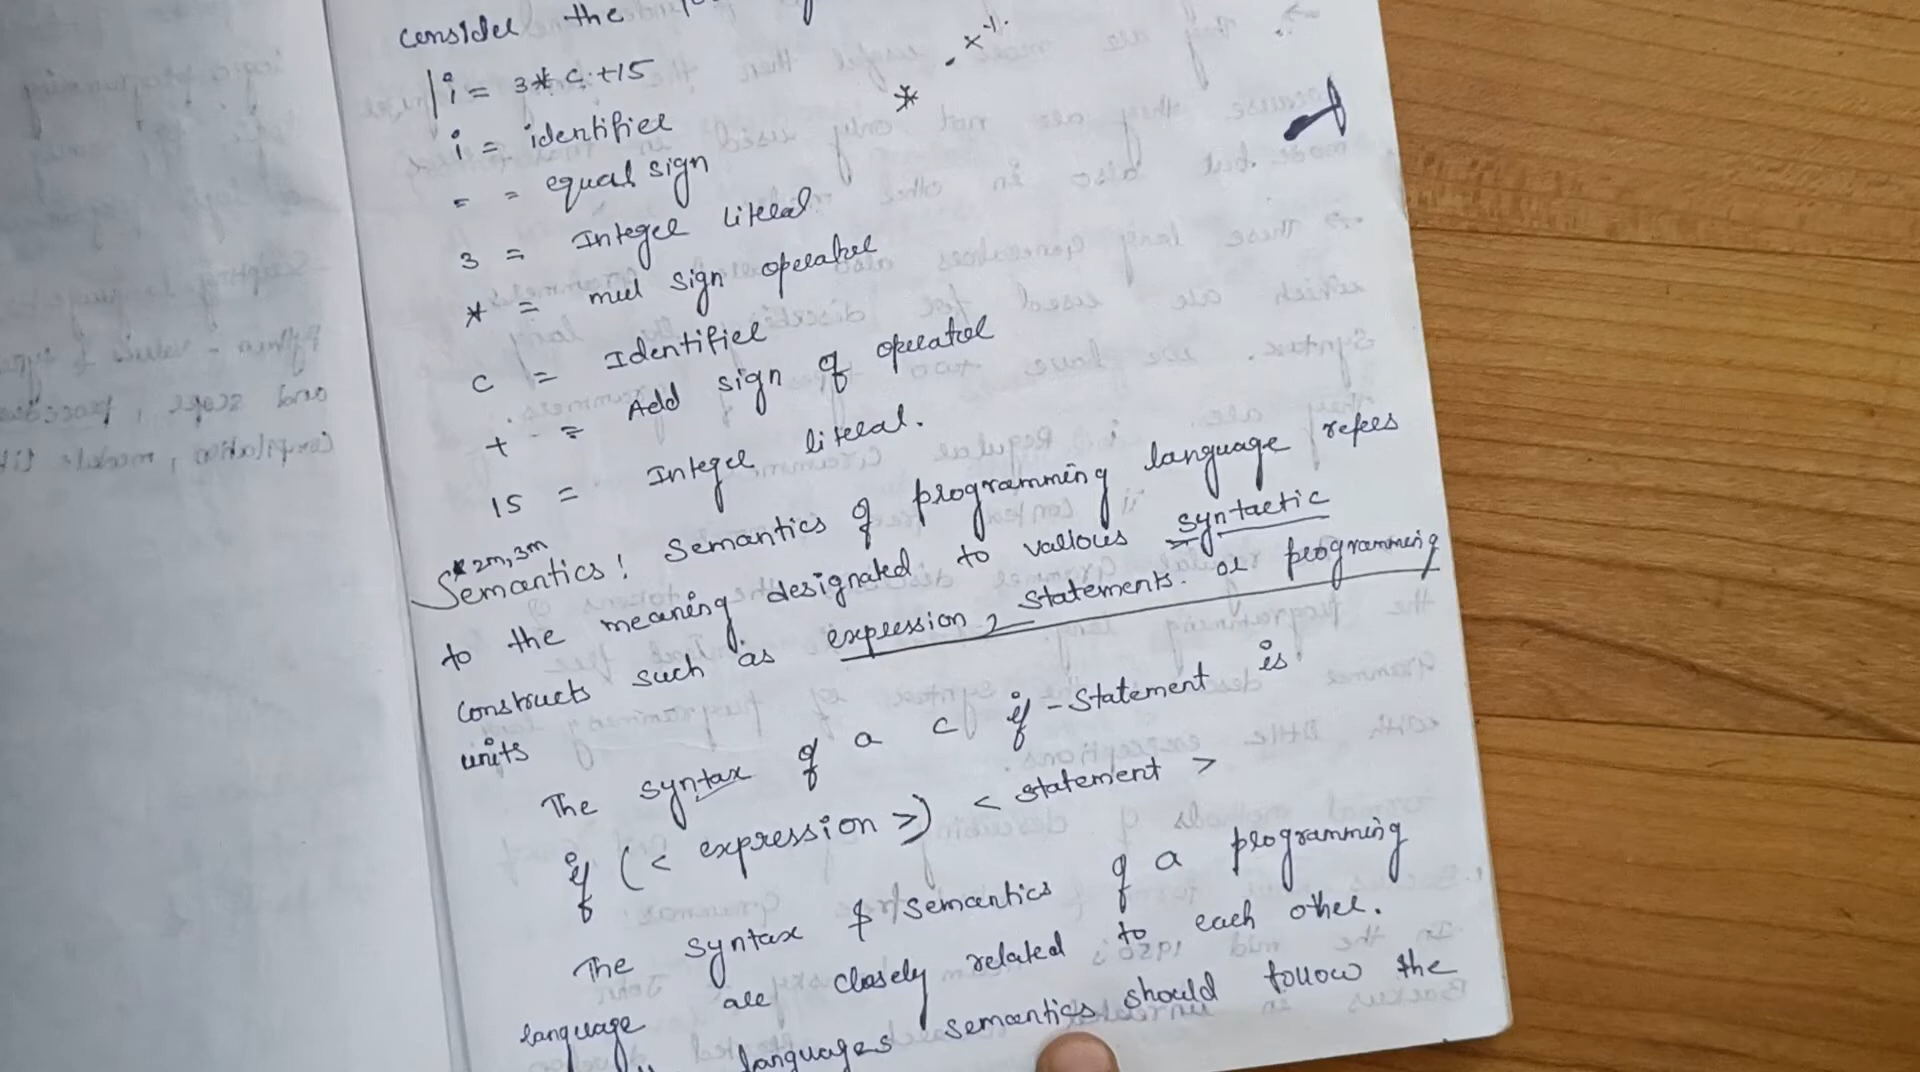 consider the
i = 3* c + 15
i = identifier
= = equal sign
3 = Integer literal
* = mul sign operator
c = Identifier
+ = Add sign of operator
15 = Integer literal.
* 2m, 3m
Semantics: Semantics of programming language refers
to the meaning designated to various syntactic
constructs such as expression, statements. or programming
units
The syntax of a c if - statement is
if (< expression >) < statement >
The syntax & semantics of a programming
language are closely related to each other.
languages semantics should follow the